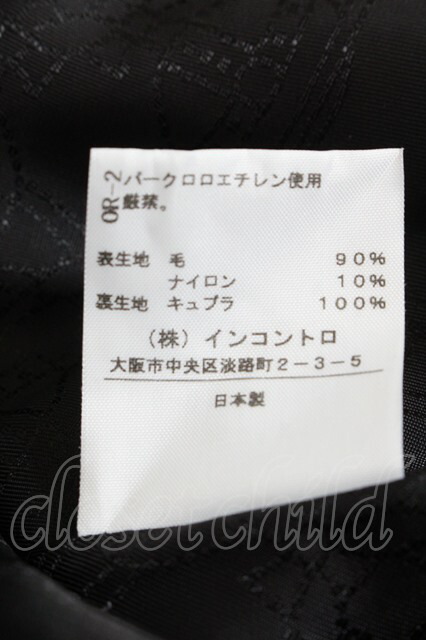 OR-2
パークロロエチレン使用
厳禁。
表生地 毛 90%
ナイロン 10%
裏生地 キュプラ 100%
(株)インコントロ
大阪市中央区淡路町2-3-5
日本製
closet child